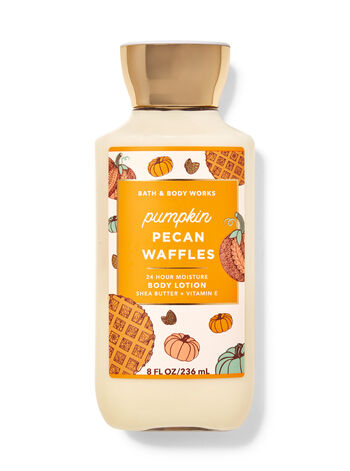 BATH & BODY WORKS
pumpkin
PECAN
WAFFLES
24 HOUR MOISTURE
BODY LOTION
SHEA BUTTER + VITAMIN E
8 FL OZ/236 mL